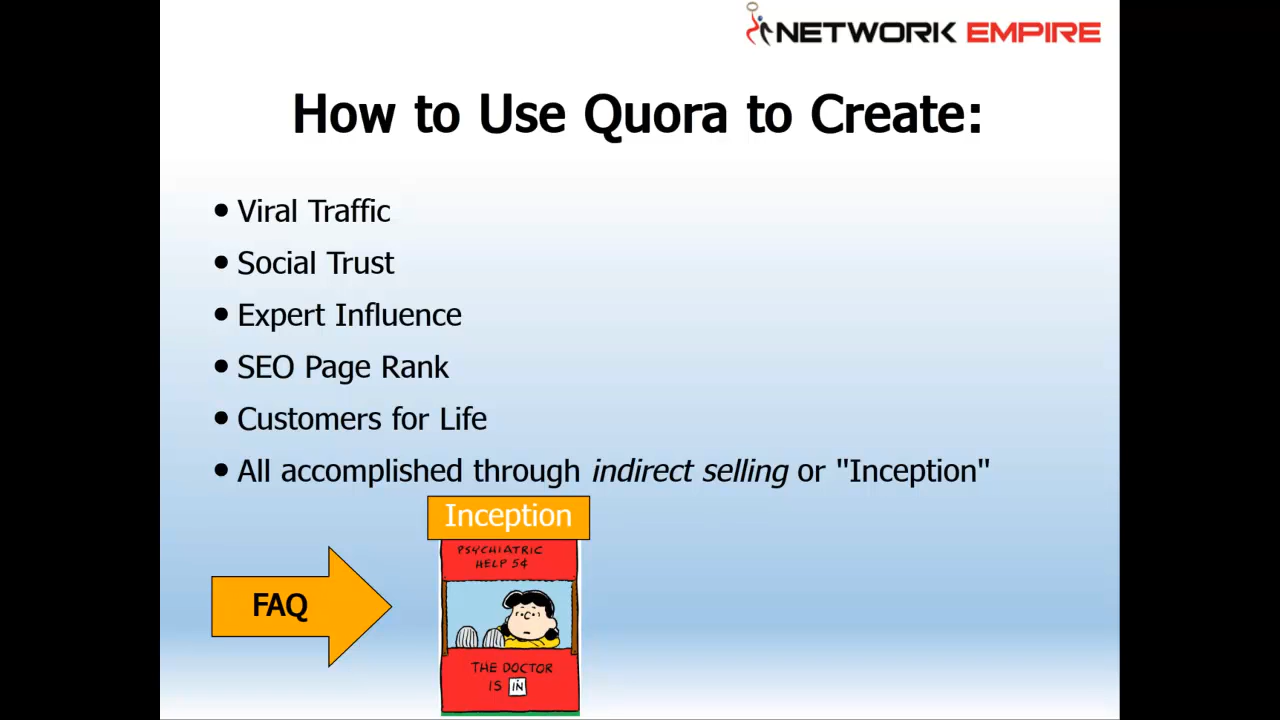 NETWORK EMPIRE
How to Use Quora to Create:
• Viral Traffic
• Social Trust
• Expert Influence
• SEO Page Rank
• Customers for Life
• All accomplished through indirect selling or "Inception"
Inception
PSYCHIATRIC
HELP 5¢
FAQ
THE DOCTOR
IS IN